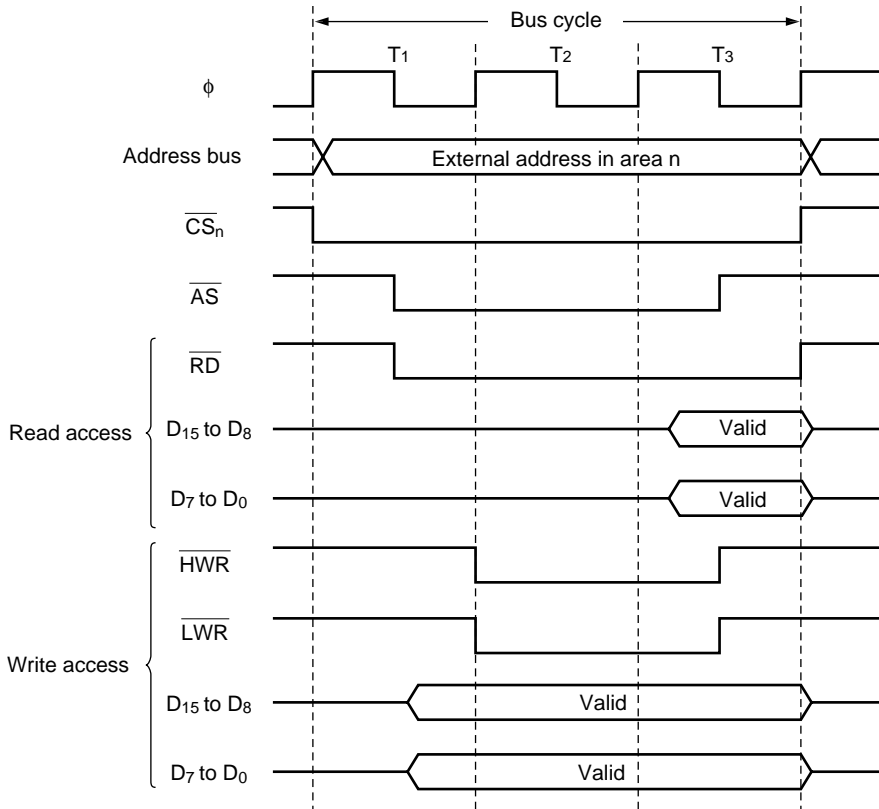 Bus cycle
T1 T2 T3
ϕ
Address bus External address in area n
CSn
AS
RD
Read access
D15 to D8 Valid
D7 to D0 Valid
HWR
LWR
Write access
D15 to D8 Valid
D7 to D0 Valid